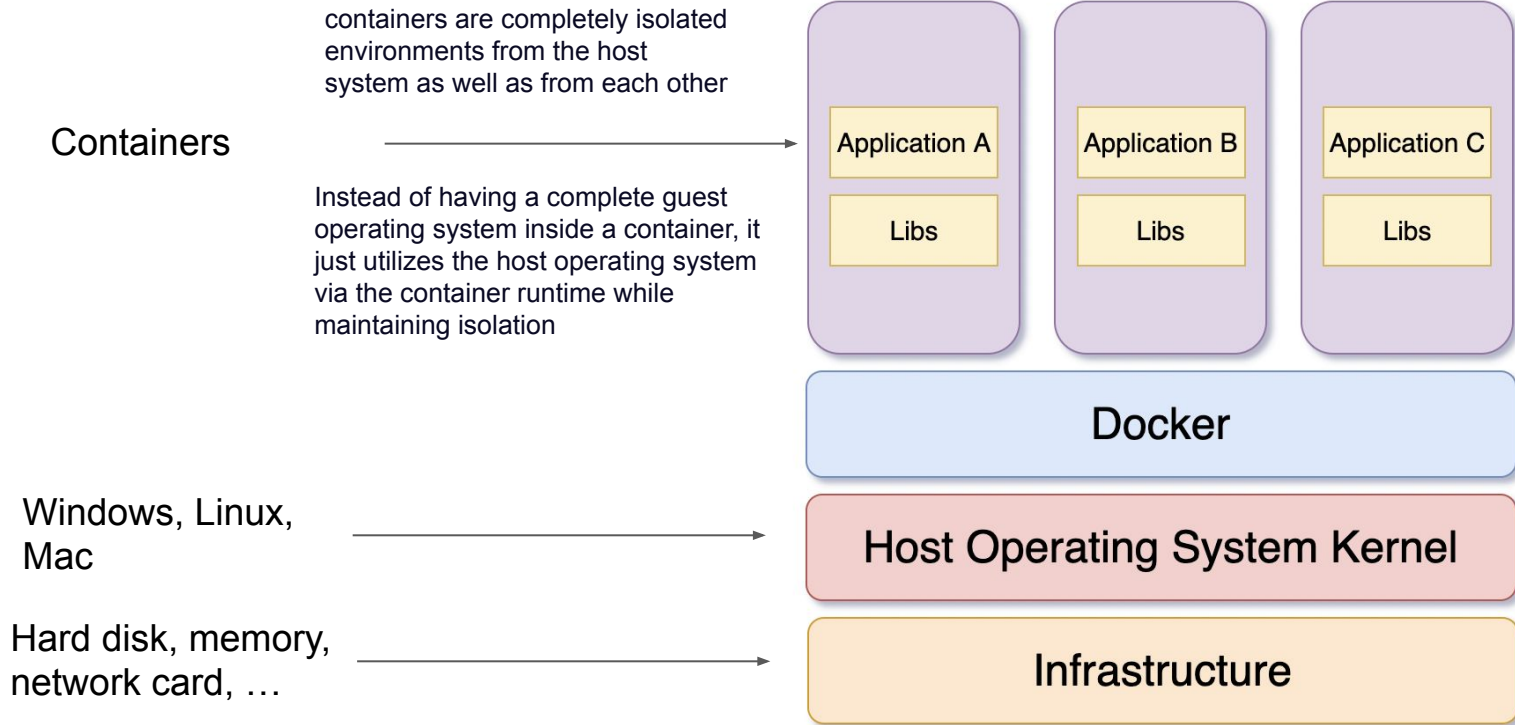 containers are completely isolated
environments from the host
system as well as from each other
Containers
Instead of having a complete guest
operating system inside a container, it
just utilizes the host operating system
via the container runtime while
maintaining isolation
Application A
Libs
Application B
Libs
Application C
Libs
Docker
Windows, Linux,
Mac
Host Operating System Kernel
Hard disk, memory,
network card, …
Infrastructure